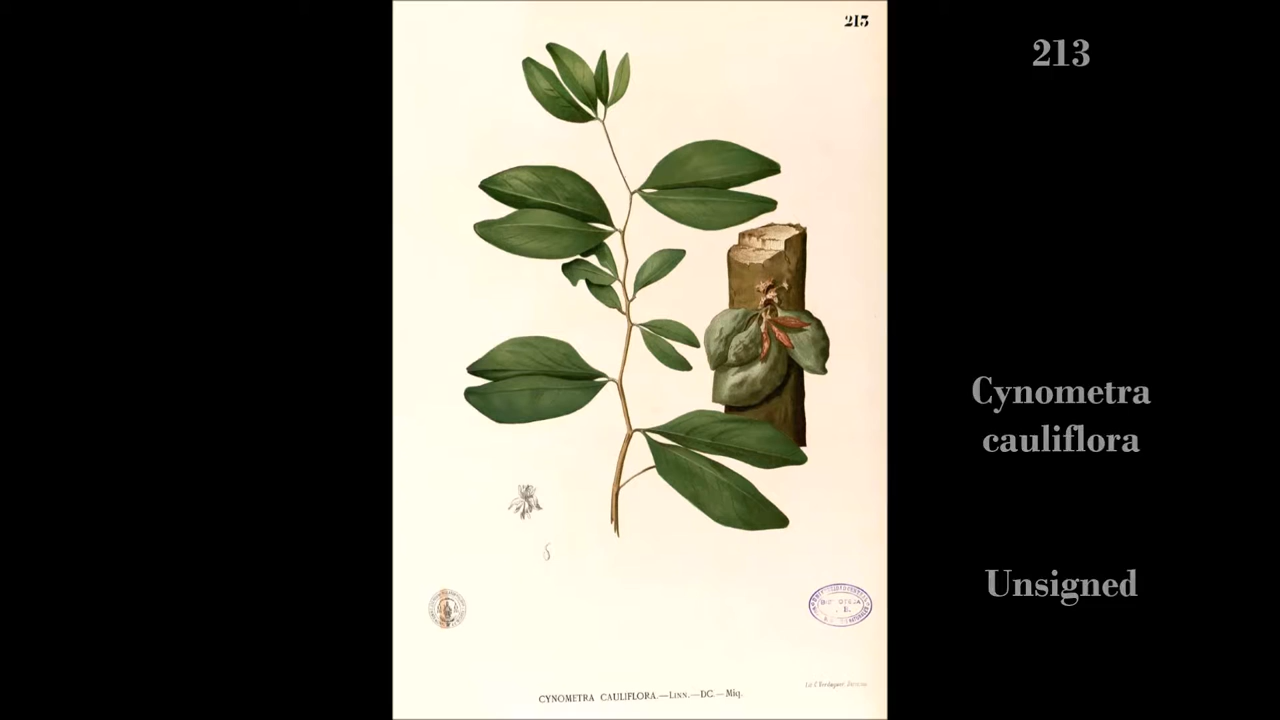 213
213
Cynometra
cauliflora
Unsigned
CYNOMETRA CAULIFLORA.—LINN.—DC.—Miq.